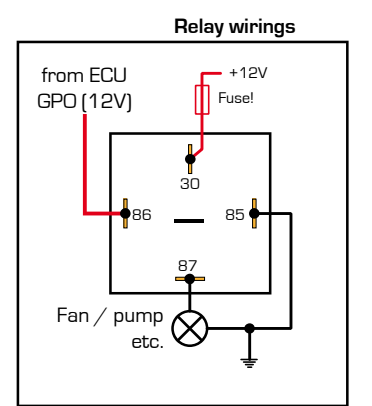 Relay wirings
from ECU
GPO (12V)
+12V
Fuse!
30
86
85
87
Fan / pump
etc.